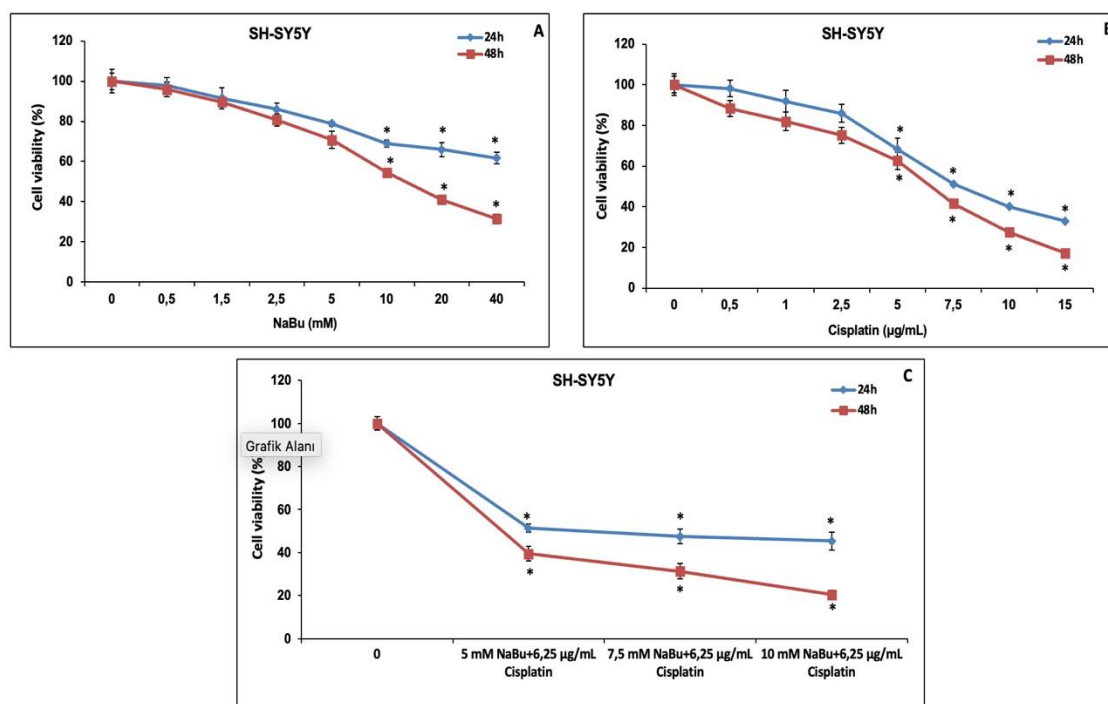 SH-SY5Y
A
24h
48h
120
100
80
60
40
20
0
Cell viability (%)
0 0,5 1,5 2,5 5 10 20 40
NaBu (mM)
* * *
* * *
SH-SY5Y
24h
48h
120
100
80
60
40
20
0
Cell viability (%)
0 0,5 1 2,5 5 7,5 10 15
Cisplatin (µg/mL)
* * * *
* * * *
SH-SY5Y
C
24h
48h
120
100
80
60
40
20
0
Cell viability (%
Grafik Alanı
* * *
* * *
0 5 mM NaBu+6,25 µg/mL 7,5 mM NaBu+6,25 µg/mL 10 mM NaBu+6,25 µg/mL
Cisplatin Cisplatin Cisplatin